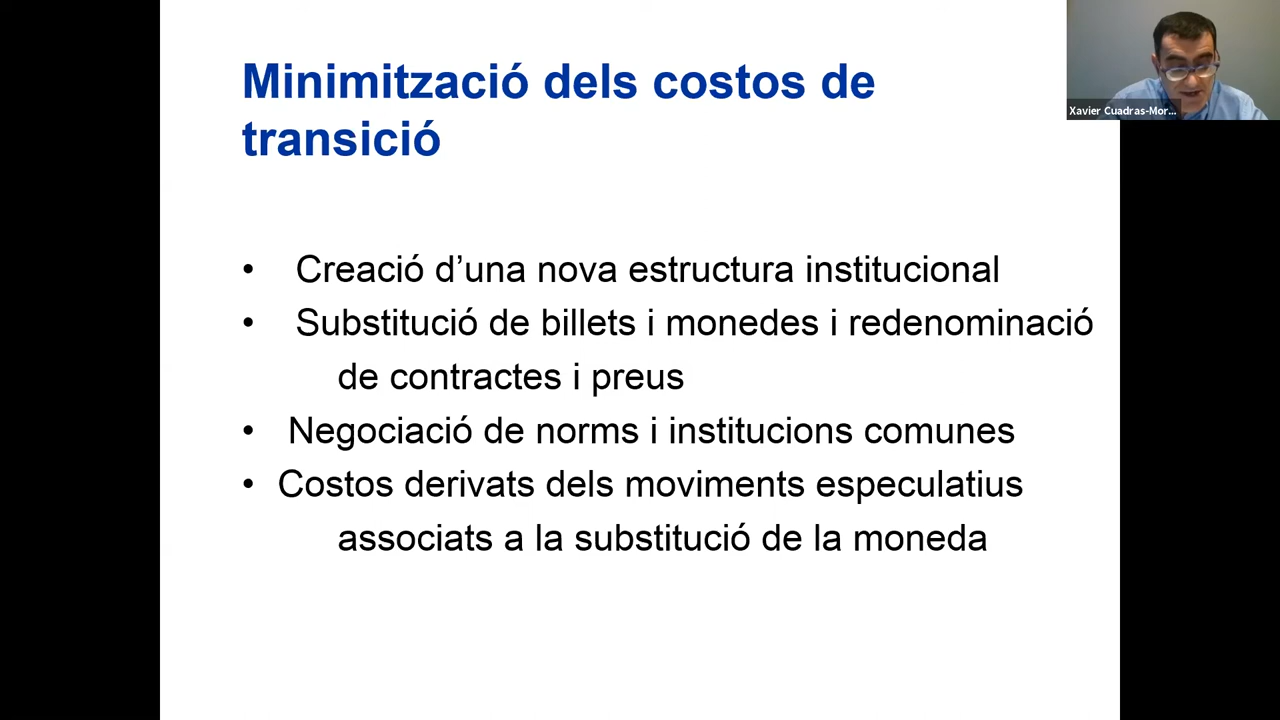 Minimització dels costos de
transició
Xavier Cuadras-Mor...
• Creació d’una nova estructura institucional
• Substitució de billets i monedes i redenominació
de contractes i preus
• Negociació de norms i institucions comunes
• Costos derivats dels moviments especulatius
associats a la substitució de la moneda